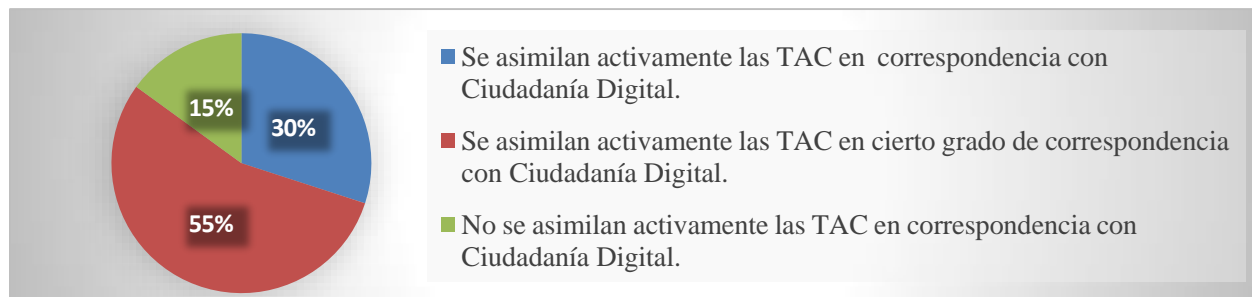 15%
30%
55%
Se asimilan activamente las TAC en correspondencia con
Ciudadanía Digital.
Se asimilan activamente las TAC en cierto grado de correspondencia
con Ciudadanía Digital.
No se asimilan activamente las TAC en correspondencia con
Ciudadanía Digital.